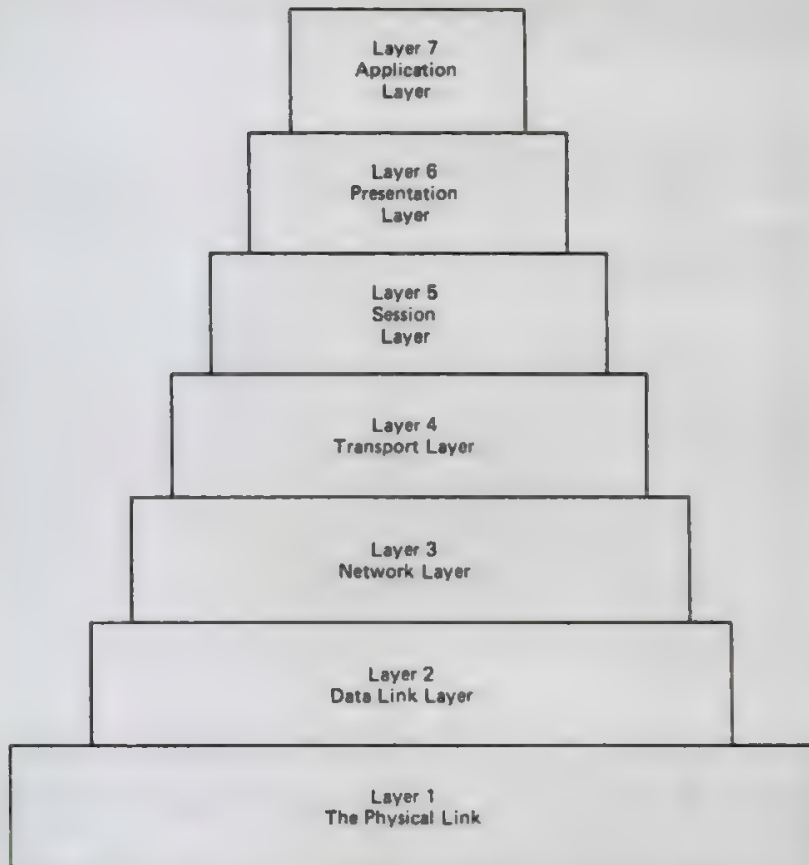 Layer 7
Application
Layer
Layer 6
Presentation
Layer
Layer 5
Session
Layer
Layer 4
Transport Layer
Layer 3
Network Layer
Layer 2
Data Link Layer
Layer 1
The Physical Link